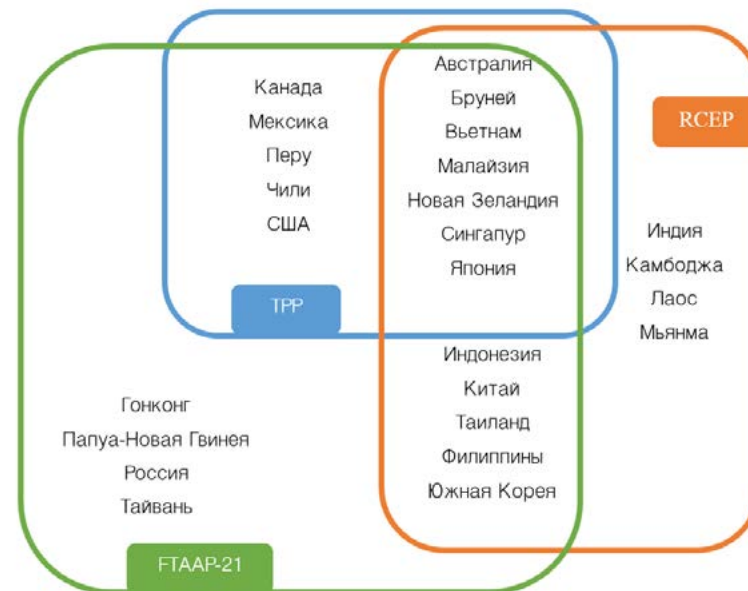 Канада
Мексика
Перу
Чили
США
TPP
Австралия
Бруней
Вьетнам
Малайзия
Новая Зеландия
Сингапур
Япония
RCEP
Индия
Камбоджа
Лаос
Мьянма
Индонезия
Китай
Таиланд
Филиппины
Южная Корея
Гонконг
Папуа-Новая Гвинея
Россия
Тайвань
FTAAP-21